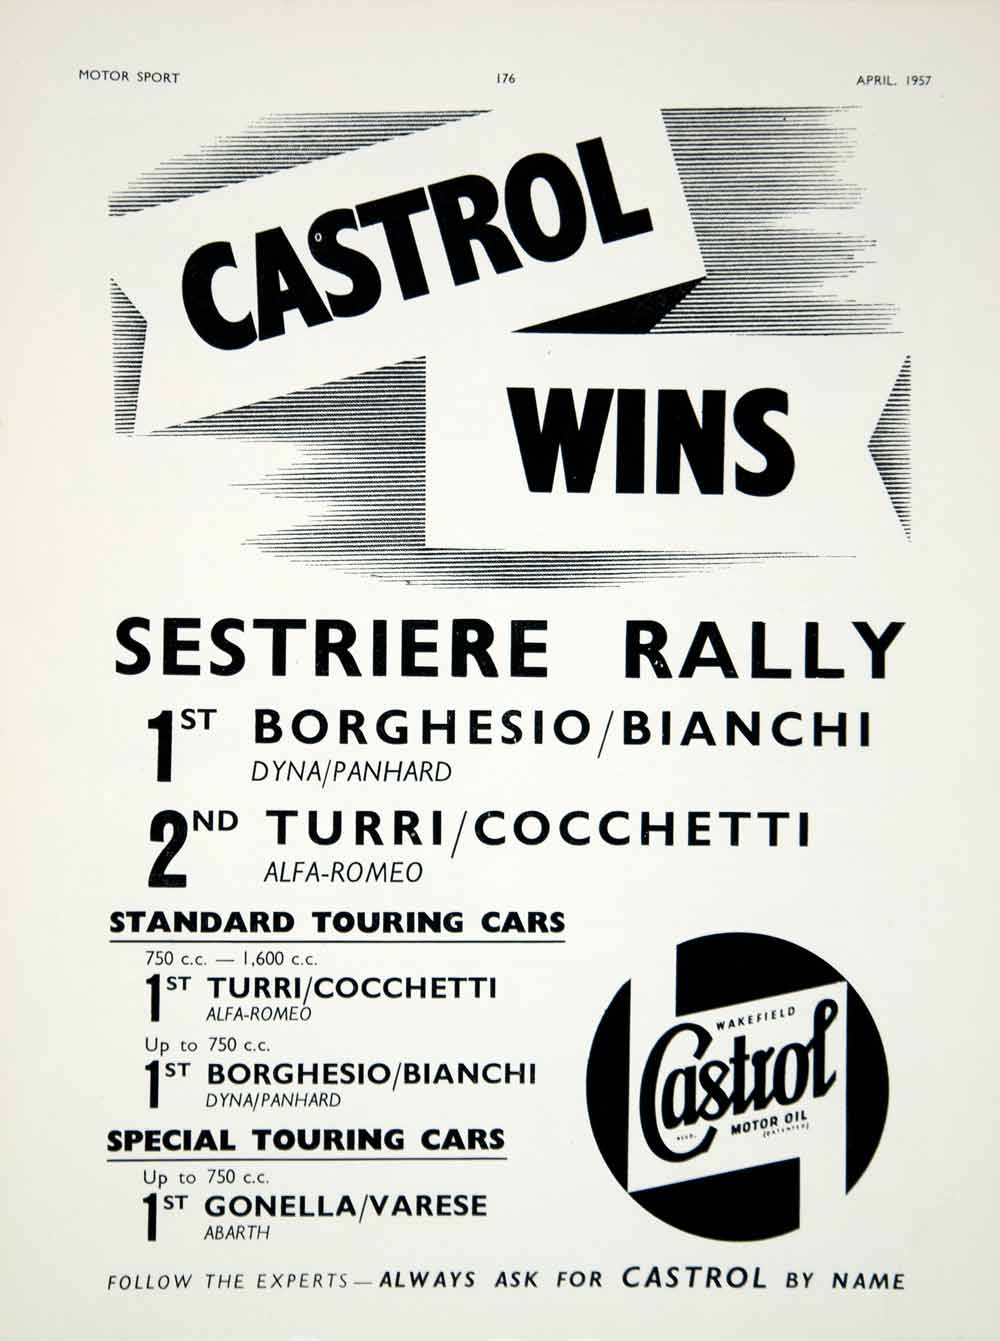 MOTOR SPORT 176 APRIL. 1957
CASTROL
WINS
SESTRIERE RALLY
1ST BORGHESIO/BIANCHI
DYNA/PANHARD
2ND TURRI/COCCHETTI
ALFA-ROMEO
STANDARD TOURING CARS
750 c.c. — 1,600 c.c.
1ST TURRI/COCCHETTI
ALFA-ROMEO
Up to 750 c.c.
1ST BORGHESIO/BIANCHI
DYNA/PANHARD
SPECIAL TOURING CARS
Up to 750 c.c.
1ST GONELLA/VARESE
ABARTH
WAKEFIELD
Castrol
REGD. MOTOR OIL
(PATENTED)
FOLLOW THE EXPERTS — ALWAYS ASK FOR CASTROL BY NAME